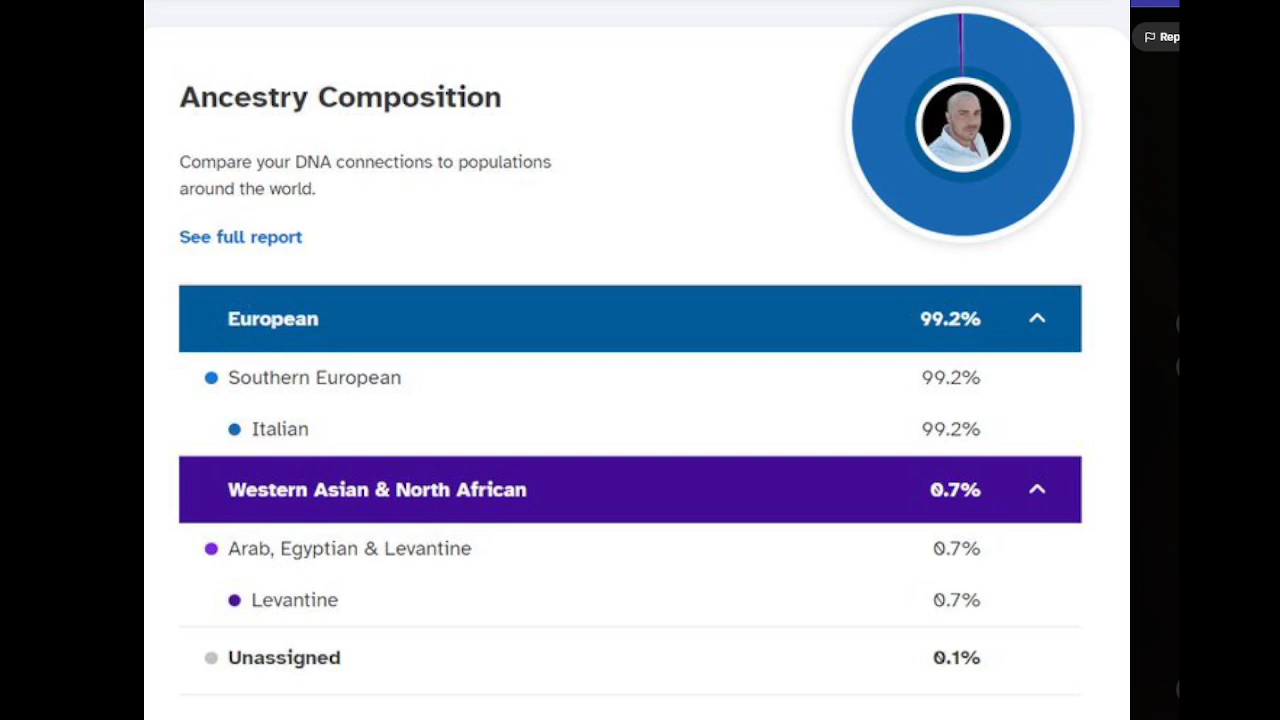 Rep
Ancestry Composition
Compare your DNA connections to populations
around the world.
See full report
European 99.2%
Southern European 99.2%
Italian 99.2%
Western Asian & North African 0.7%
Arab, Egyptian & Levantine 0.7%
Levantine 0.7%
Unassigned 0.1%